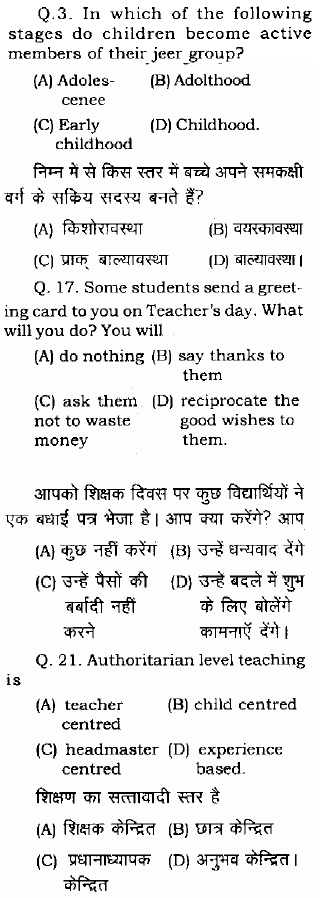 Q.3. In which of the following
stages do children become active
members of their jeer group?
(A) Adoles- (B) Adolthood
cenee
(C) Early (D) Childhood.
childhood
निम्न में से किस स्तर में बच्चे अपने समकक्षी
वर्ग के सक्रिय सदस्य बनते हैं?
(A) किशोरावस्था (B) वयस्कावस्था
(C) प्राक् बाल्यावस्था (D) बाल्यावस्था।
Q. 17. Some students send a greet-
ing card to you on Teacher's day. What
will you do? You will
(A) do nothing (B) say thanks to
them
(C) ask them (D) reciprocate the
not to waste good wishes to
money them.
आपको शिक्षक दिवस पर कुछ विद्यार्थियों ने
एक बधाई पत्र भेजा है। आप क्या करेंगे? आप
(A) कुछ नहीं करेंग (B) उन्हें धन्यवाद देंगे
(C) उन्हें पैसों की (D) उन्हें बदले में शुभ
बर्बादी नहीं के लिए बोलेंगे
करने कामनाएँ देंगे।
Q. 21. Authoritarian level teaching
is
(A) teacher (B) child centred
centred
(C) headmaster (D) experience
centred based.
शिक्षण का सत्तावादी स्तर है
(A) शिक्षक केन्द्रित (B) छात्र केन्द्रित
(C) प्रधानाध्यापक (D) अनुभव केन्द्रित।
केन्द्रित